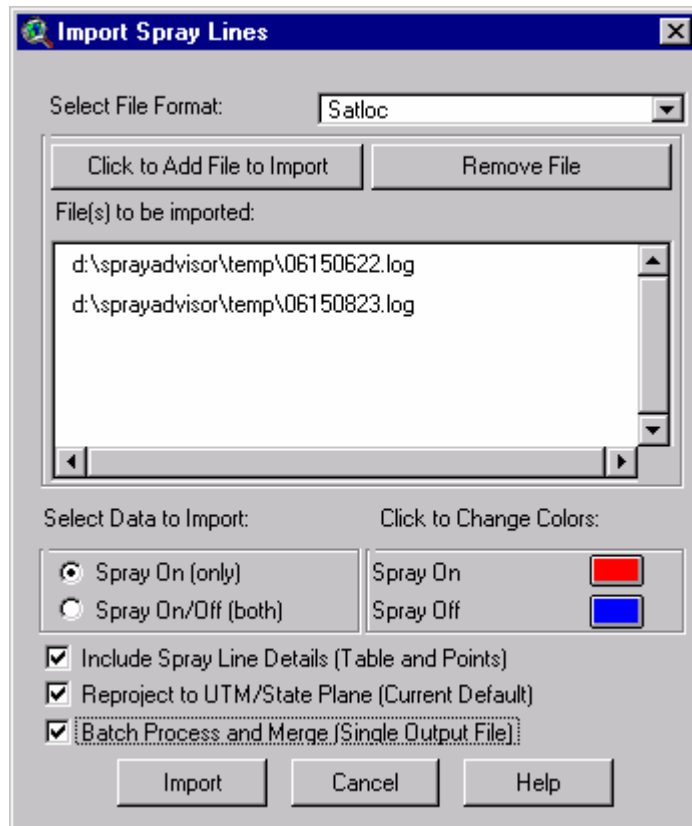 Import Spray Lines
Select File Format: Satloc
Click to Add File to Import Remove File
File(s) to be imported:
d:\sprayadvisor\temp\06150622.log
d:\sprayadvisor\temp\06150823.log
Select Data to Import: Click to Change Colors:
Spray On (only) Spray On
Spray On/Off (both) Spray Off
Include Spray Line Details (Table and Points)
Reproject to UTM/State Plane (Current Default)
Batch Process and Merge (Single Output File)
Import Cancel Help